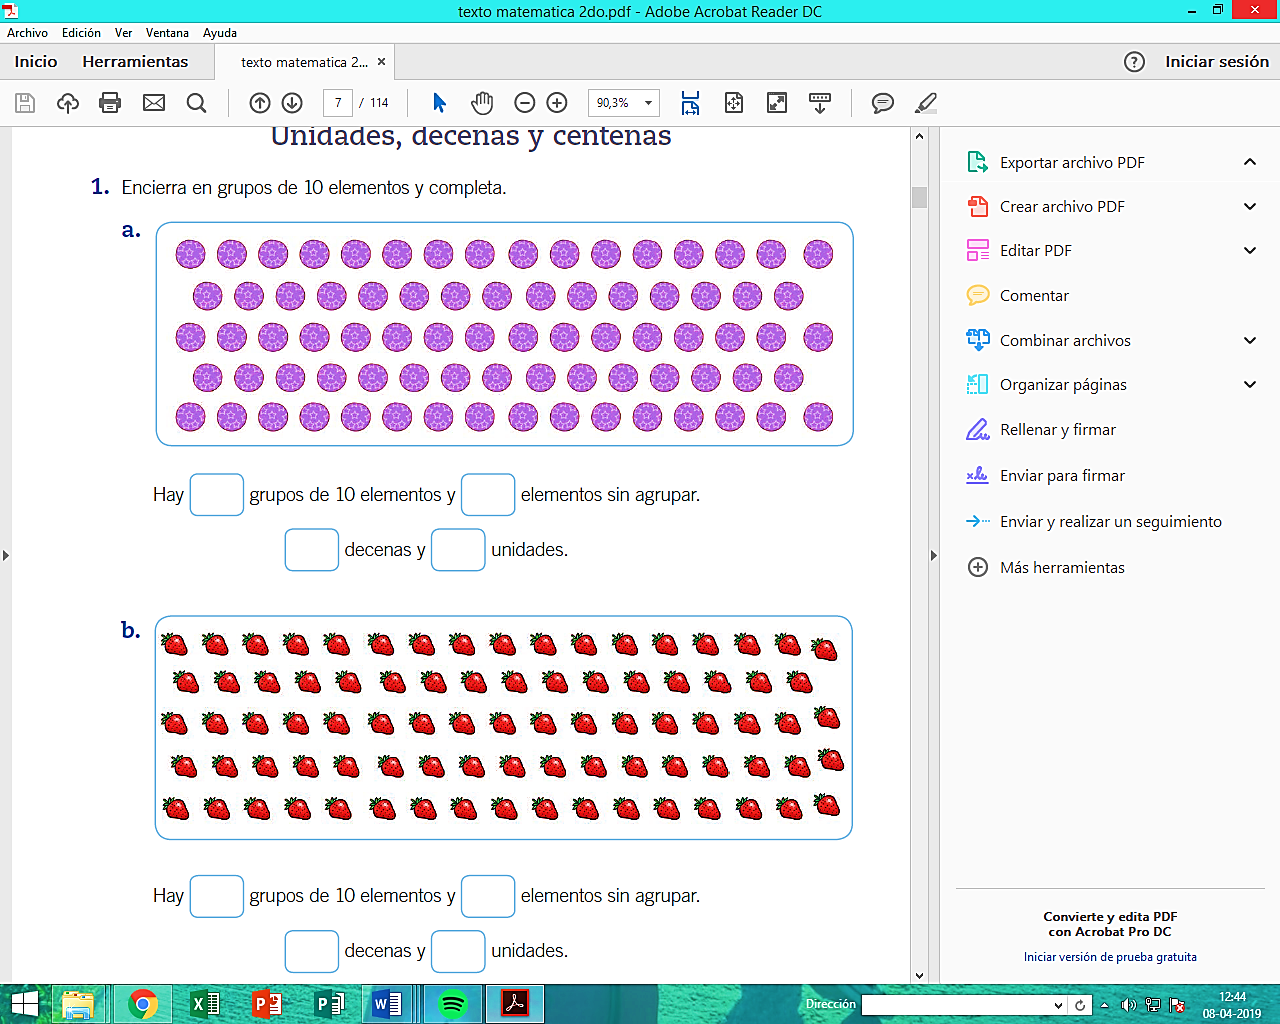 texto matematica 2do.pdf - Adobe Acrobat Reader DC
Archivo Edición Ver Ventana Ayuda
Inicio Herramientas texto matematica 2... × ? Iniciar sesión
7 / 114 90,3%
Unidades, decenas y centenas
1. Encierra en grupos de 10 elementos y completa.
a.
Hay grupos de 10 elementos y elementos sin agrupar.
decenas y unidades.
b.
Hay grupos de 10 elementos y elementos sin agrupar.
decenas y unidades.
Exportar archivo PDF
Crear archivo PDF
Editar PDF
Comentar
Combinar archivos
Organizar páginas
Rellenar y firmar
Enviar para firmar
Enviar y realizar un seguimiento
Más herramientas
Convierte y edita PDF
con Acrobat Pro DC
Iniciar versión de prueba gratuita
Dirección
12:44
08-04-2019